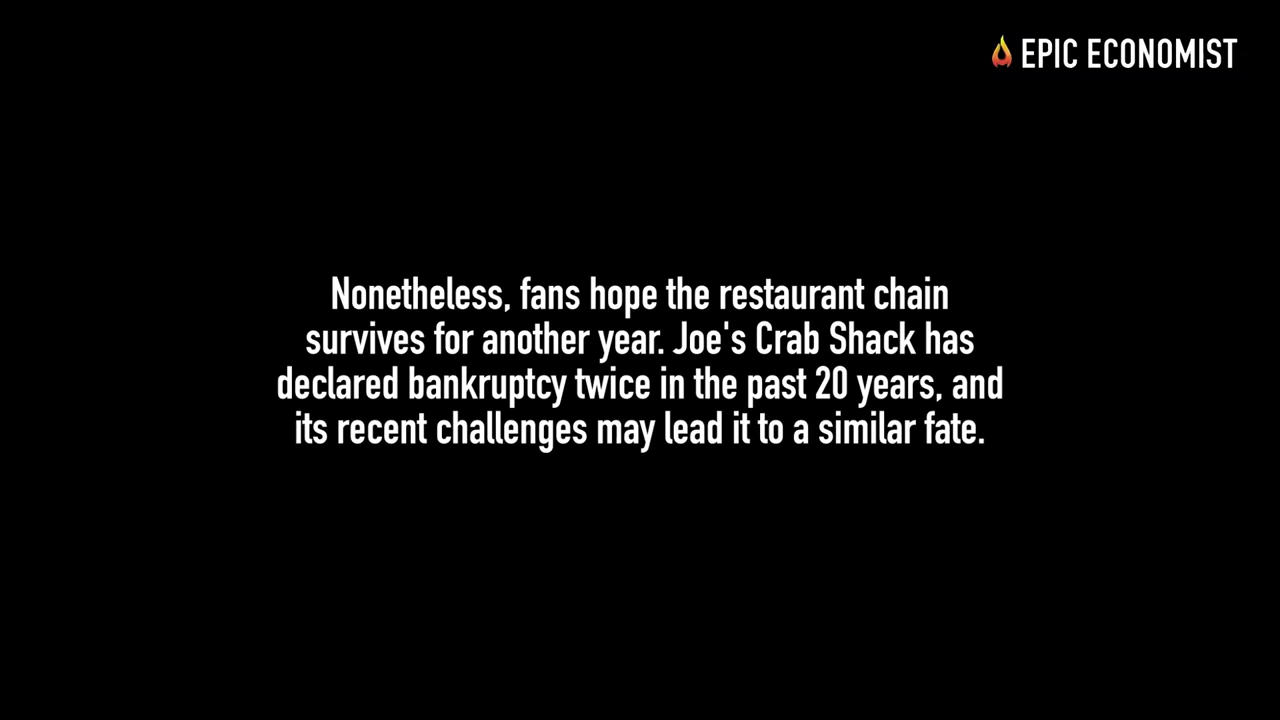 EPIC ECONOMIST
Nonetheless, fans hope the restaurant chain
survives for another year. Joe's Crab Shack has
declared bankruptcy twice in the past 20 years, and
its recent challenges may lead it to a similar fate.